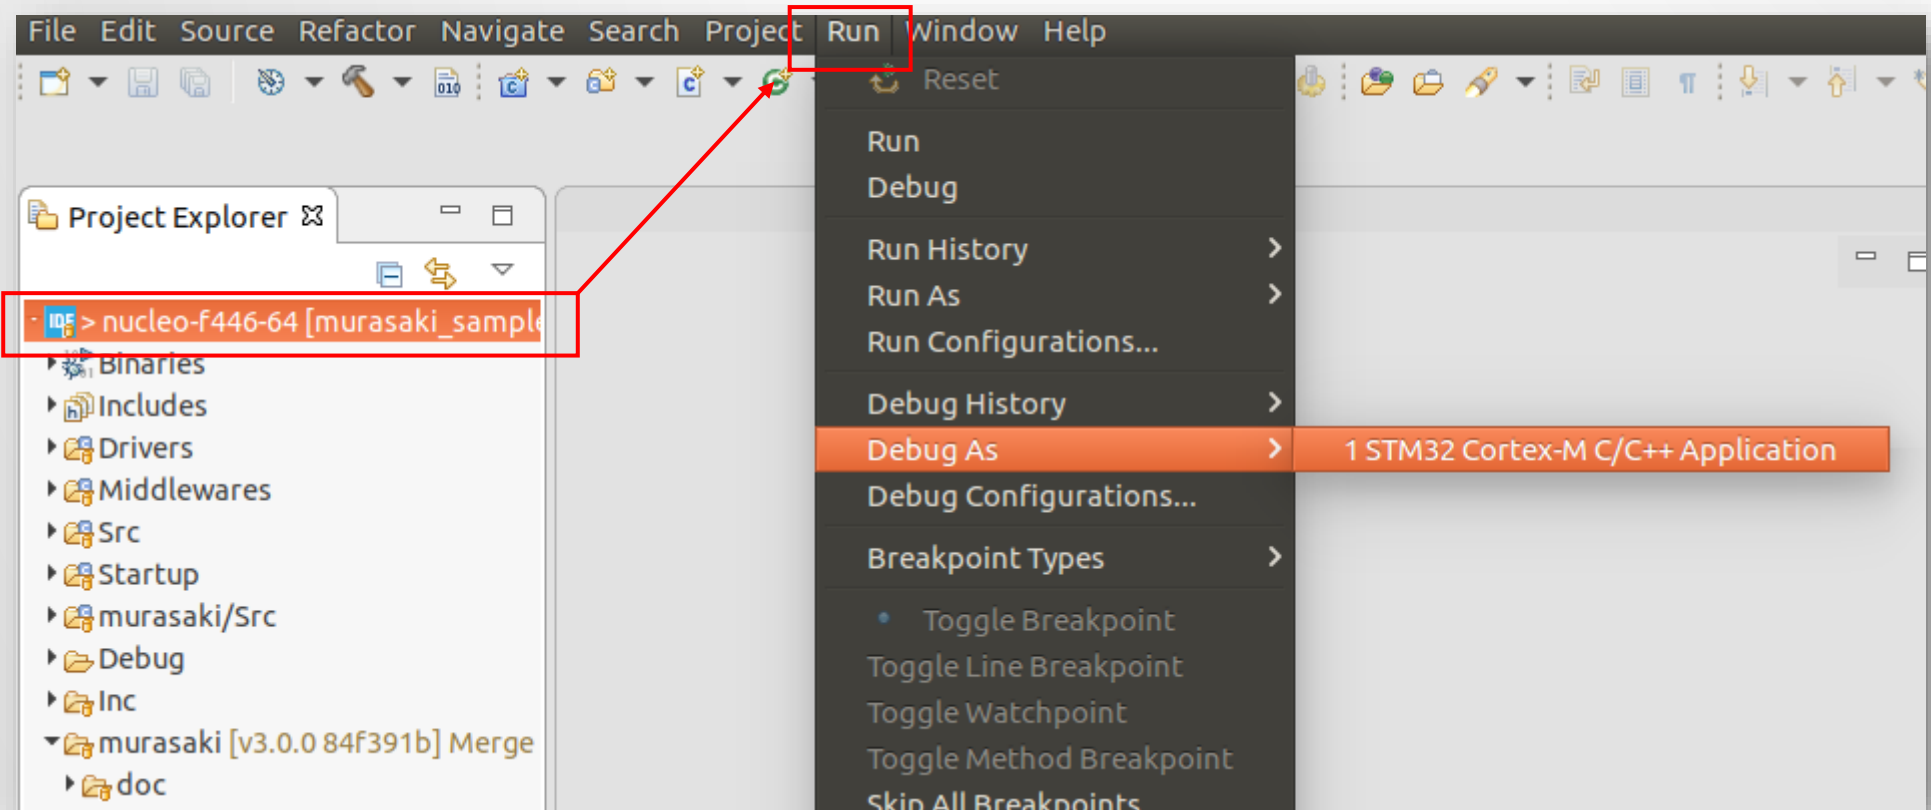 File Edit Source Refactor Navigate Search Project Run Window Help
Reset
Run
Debug
Run History
Run As
Run Configurations...
Debug History
Debug As
1 STM32 Cortex-M C/C++ Application
Debug Configurations...
Breakpoint Types
Toggle Breakpoint
Toggle Line Breakpoint
Toggle Watchpoint
Toggle Method Breakpoint
Skip All Breakpoints
Project Explorer
IDE > nucleo-f446-64 [murasaki_sample
Binaries
Includes
Drivers
Middlewares
Src
Startup
murasaki/Src
Debug
Inc
murasaki [v3.0.0 84f391b] Merge
doc